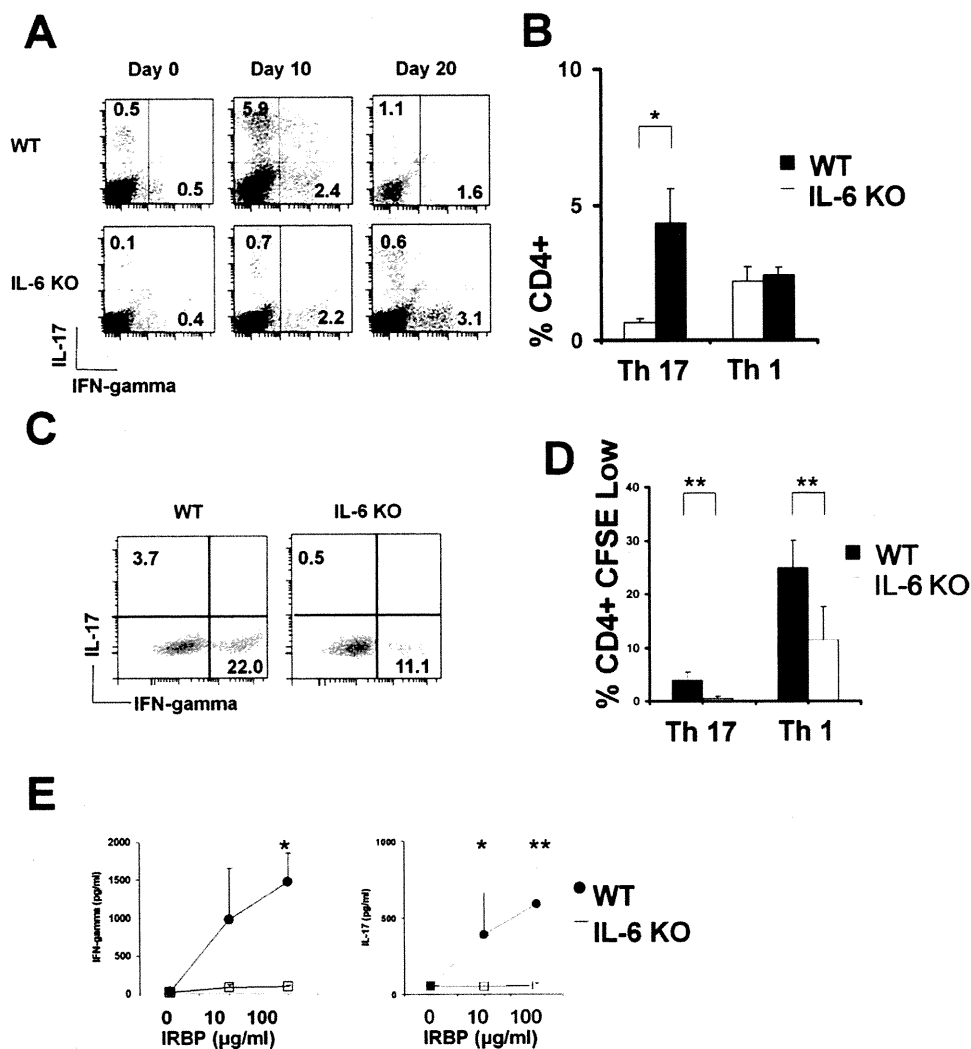 A
Day 0 Day 10 Day 20
WT
0.5
0.5
5.9
2.4
1.1
1.6
IL-6 KO
0.1
0.4
0.7
2.2
0.6
3.1
IL-17
IFN-gamma
B
% CD4+
10
5
0
*
Th 17 Th 1
WT
IL-6 KO
C
WT IL-6 KO
3.7
22.0
0.5
11.1
IL-17
IFN-gamma
D
% CD4+ CFSE Low
40
30
20
10
0
** **
Th 17 Th 1
WT
IL-6 KO
E
IFN-gamma (pg/ml)
2000
1500
1000
500
0
*
0 10 100
IRBP (µg/ml)
IL-17 (pg/ml)
1000
500
0
* **
0 10 100
IRBP (µg/ml)
WT
IL-6 KO